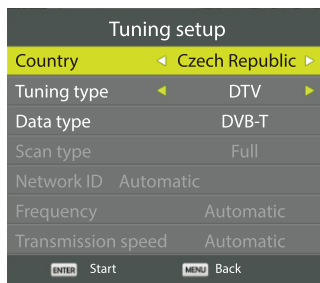 Tuning setup
Country Czech Republic
Tuning type DTV
Data type DVB-T
Scan type Full
Network ID Automatic
Frequency Automatic
Transmission speed Automatic
ENTER Start MENU Back